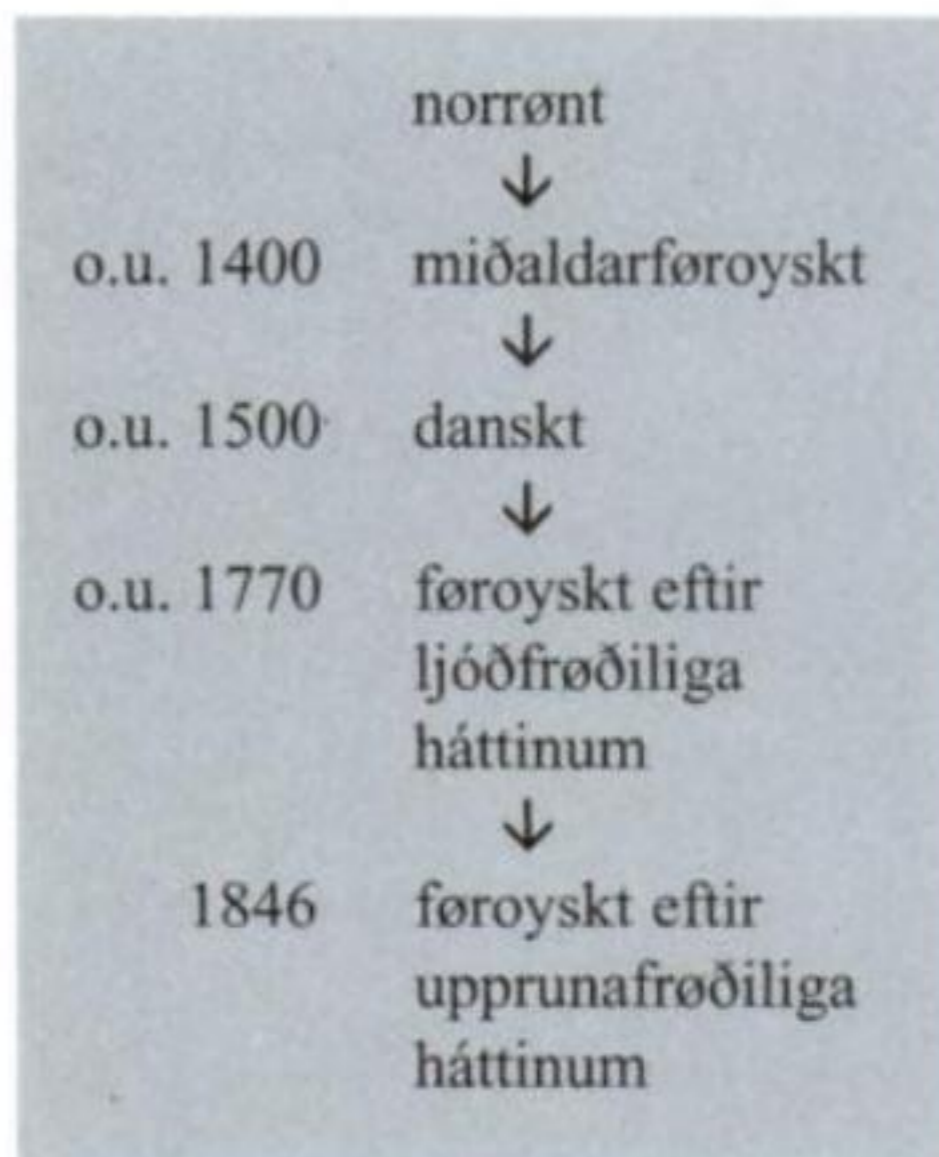 norrønt
↓
o.u. 1400 miðaldarføroyskt
↓
o.u. 1500 danskt
↓
o.u. 1770 føroyskt eftir
ljóðfrøðiliga
háttinum
↓
1846 føroyskt eftir
upprunafrøðiliga
háttinum